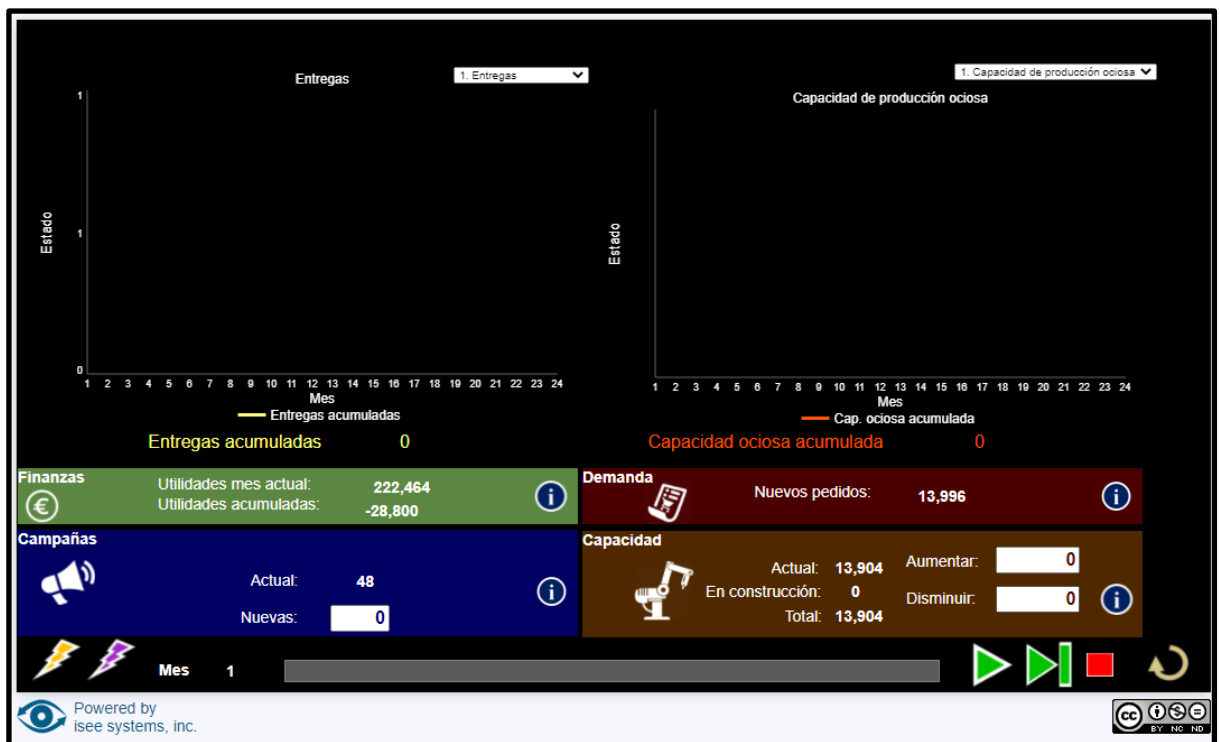 Entregas
1. Entregas
1
Estado
1
0
1 2 3 4 5 6 7 8 9 10 11 12 13 14 15 16 17 18 19 20 21 22 23 24
Mes
Entregas acumuladas
Entregas acumuladas 0
1. Capacidad de producción ociosa
Capacidad de producción ociosa
Estado
1 2 3 4 5 6 7 8 9 10 11 12 13 14 15 16 17 18 19 20 21 22 23 24
Mes
Cap. ociosa acumulada
Capacidad ociosa acumulada 0
Finanzas
€
Utilidades mes actual: 222,464
Utilidades acumuladas: -28,800
i
Demanda
Nuevos pedidos: 13,996
i
Campañas
Actual: 48
Nuevas: 0
i
Capacidad
Actual: 13,904
En construcción: 0
Total: 13,904
Aumentar: 0
Disminuir: 0
i
Mes 1
Powered by
isee systems, inc.
cc
BY NC ND